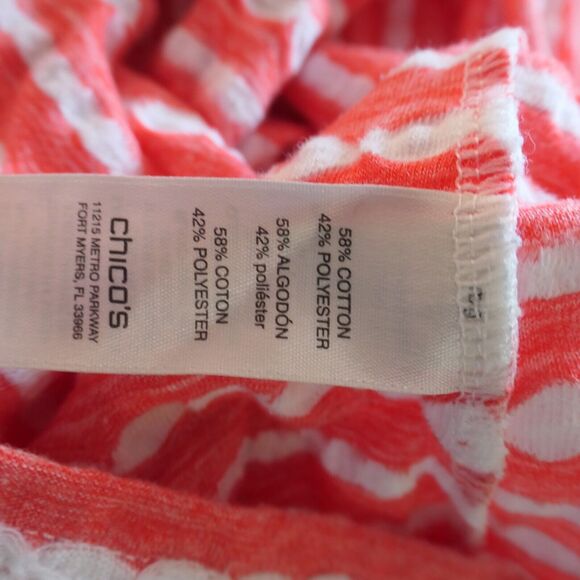 58% COTTON
42% POLYESTER
58% ALGODÓN
42% poliéster
58% COTON
42% POLYESTER
chico's
11215 METRO PARKWAY
FORT MYERS, FL 33966